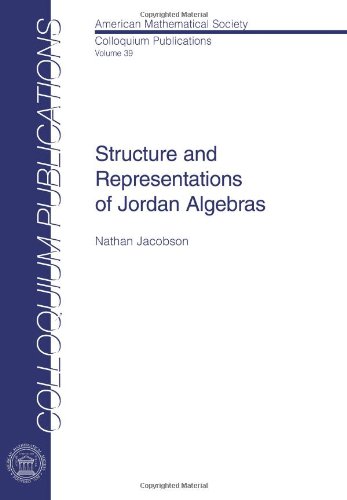 Copyrighted Material
American Mathematical Society
Colloquium Publications
Volume 39
Structure and
Representations
of Jordan Algebras
Nathan Jacobson
COLLOQUIUM PUBLICATIONS
Copyrighted Material